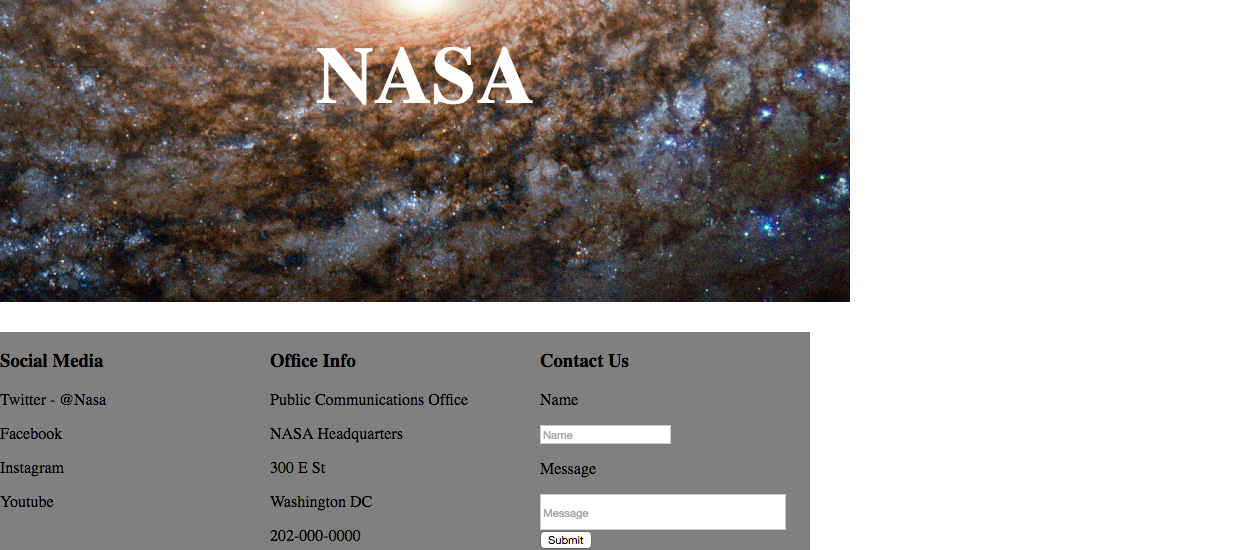 NASA
Social Media
Twitter - @Nasa
Facebook
Instagram
Youtube
Office Info
Public Communications Office
NASA Headquarters
300 E St
Washington DC
202-000-0000
Contact Us
Name
Name
Message
Message
Submit